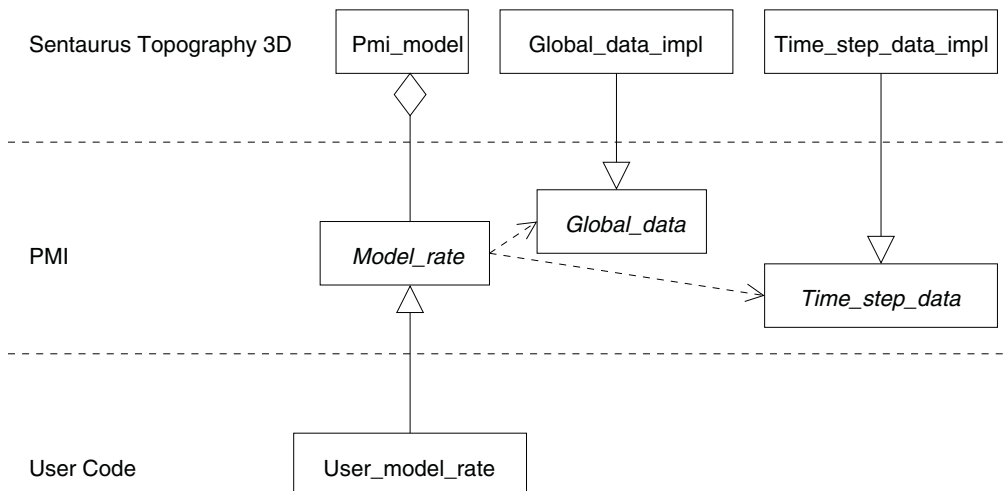 Sentaurus Topography 3D
Pmi_model
Global_data_impl
Time_step_data_impl
PMI
Model_rate
Global_data
Time_step_data
User Code
User_model_rate